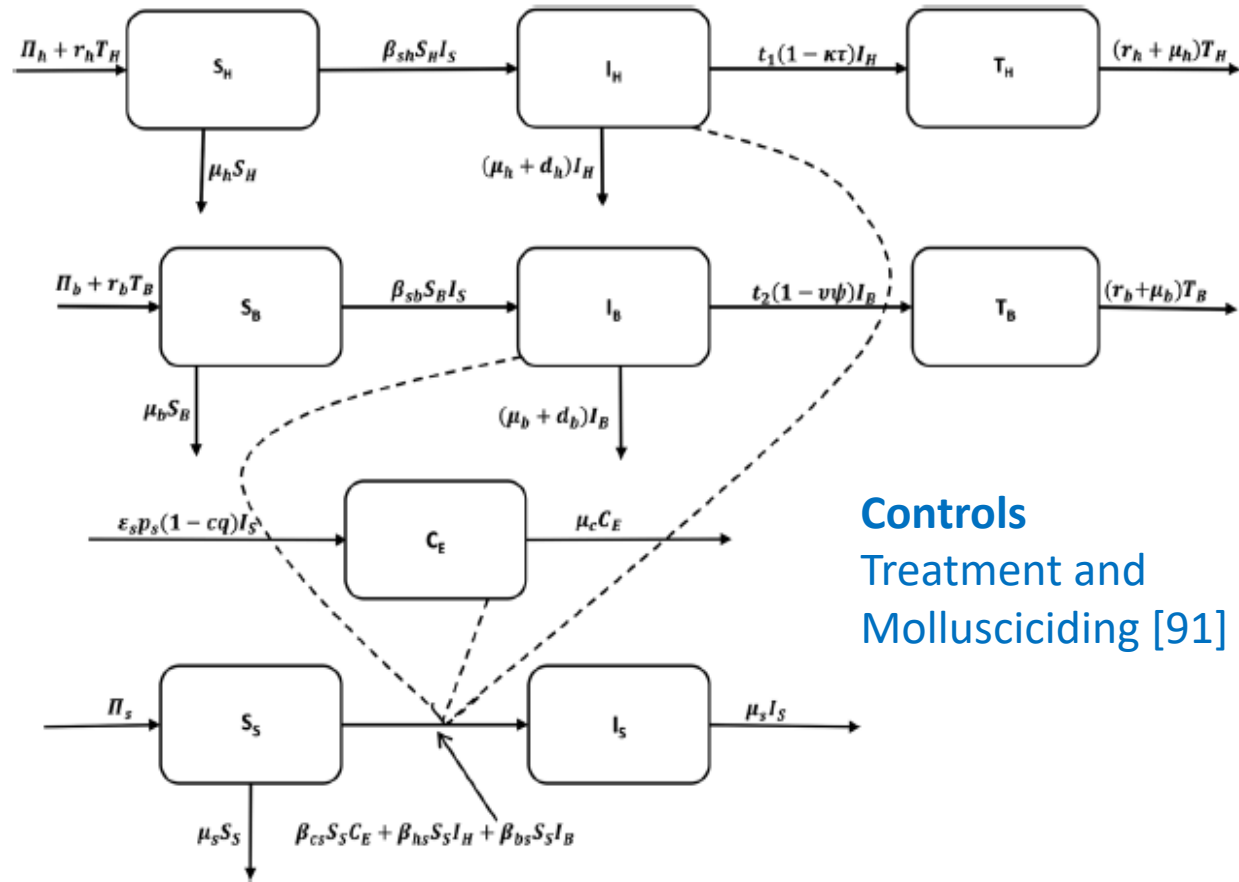 Π_h + r_h T_H
S_H
β_sh S_H I_S
I_H
t_1(1 − κτ)I_H
T_H
(r_h + μ_h)T_H
μ_h S_H
(μ_h + d_h)I_H
Π_b + r_b T_B
S_B
β_sb S_B I_S
I_B
t_2(1 − υψ)I_B
T_B
(r_b+μ_b)T_B
μ_b S_B
(μ_b + d_b)I_B
ε_s p_s(1 − cq)I_S
C_E
μ_c C_E
Controls
Treatment and
Mollusciciding [91]
Π_s
S_S
I_S
μ_s I_S
μ_s S_S
β_cs S_S C_E + β_hs S_S I_H + β_bs S_S I_B